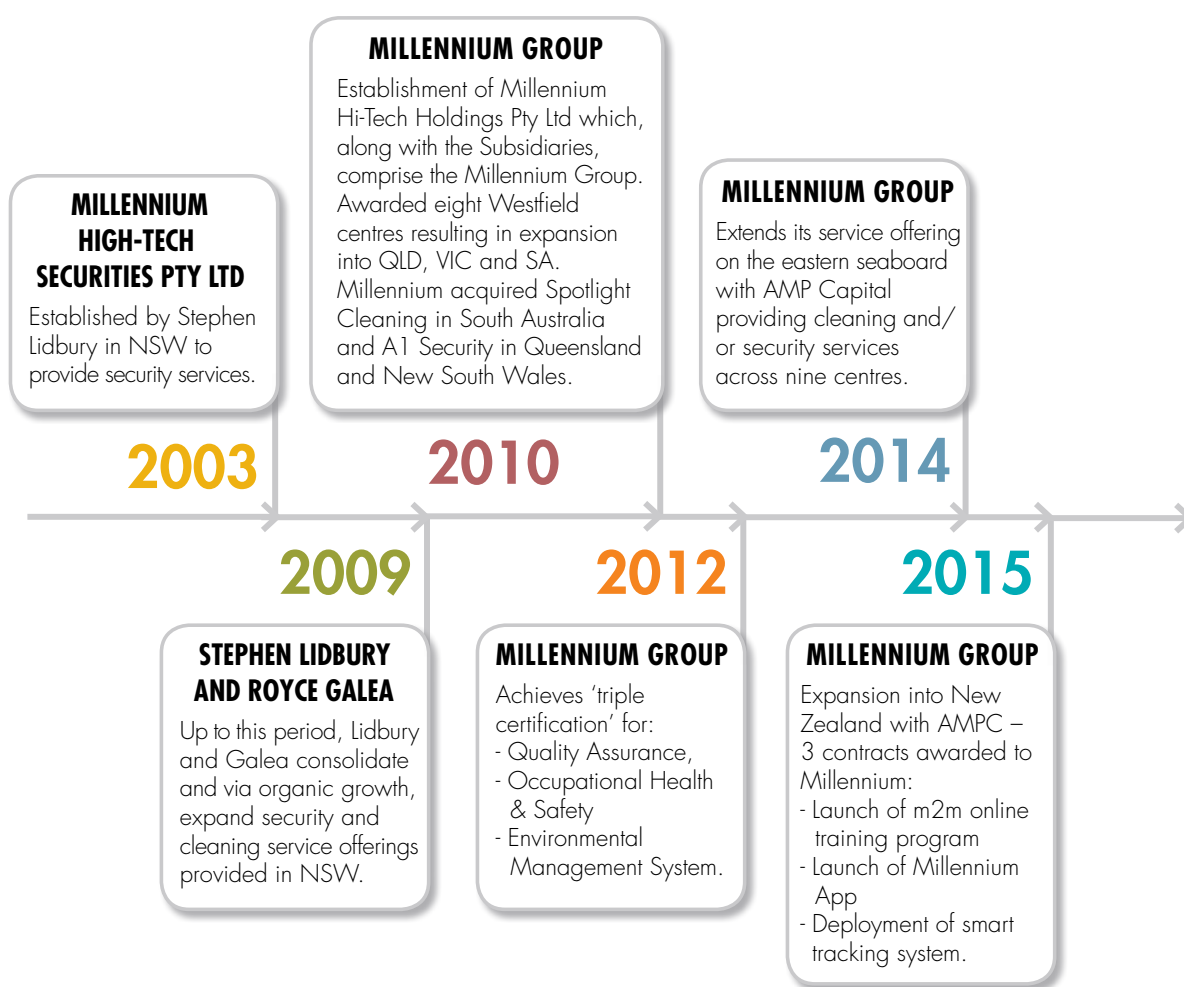 MILLENNIUM
HIGH-TECH
SECURITIES PTY LTD
Established by Stephen
Lidbury in NSW to
provide security services.
2003
MILLENNIUM GROUP
Establishment of Millennium
Hi-Tech Holdings Pty Ltd which,
along with the Subsidiaries,
comprise the Millennium Group.
Awarded eight Westfield
centres resulting in expansion
into QLD, VIC and SA.
Millennium acquired Spotlight
Cleaning in South Australia
and A1 Security in Queensland
and New South Wales.
2010
MILLENNIUM GROUP
Extends its service offering
on the eastern seaboard
with AMP Capital
providing cleaning and/
or security services
across nine centres.
2014
2009
STEPHEN LIDBURY
AND ROYCE GALEA
Up to this period, Lidbury
and Galea consolidate
and via organic growth,
expand security and
cleaning service offerings
provided in NSW.
2012
MILLENNIUM GROUP
Achieves ‘triple
certification’ for:
- Quality Assurance,
- Occupational Health
& Safety
- Environmental
Management System.
2015
MILLENNIUM GROUP
Expansion into New
Zealand with AMPC –
3 contracts awarded to
Millennium:
- Launch of m2m online
training program
- Launch of Millennium
App
- Deployment of smart
tracking system.